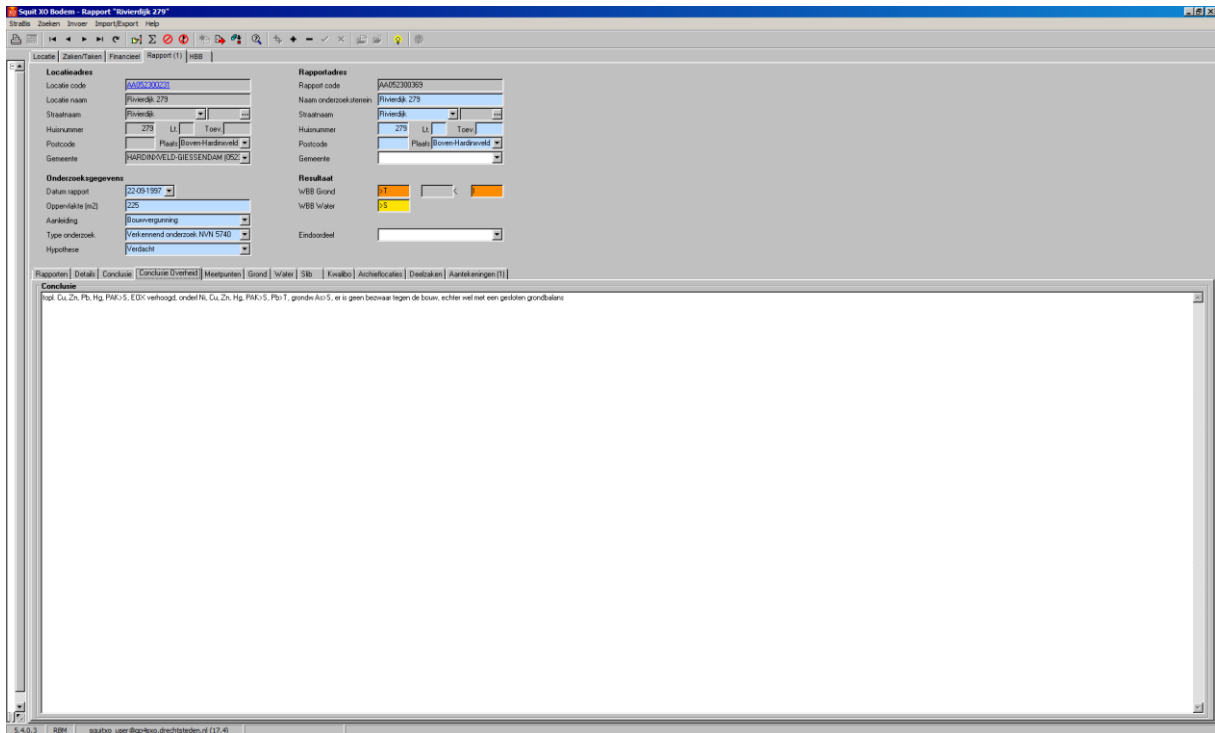 Squit XO Bodem - Rapport "Rivierdijk 279"
StraBis Zoeken Invoer Import/Export Help
Locatie Zaken/Taken Financieel Rapport (1) HBB
Locatieadres
Locatie code AA052300231
Locatie naam Rivierdijk 279
Straatnaam Rivierdijk ...
Huisnummer 279 Lt. Toev.
Postcode Plaats Boven-Hardinxveld
Gemeente HARDINXVELD-GIESSENDAM (052
Rapportadres
Rapport code AA052300369
Naam onderzoeksterrein Rivierdijk 279
Straatnaam Rivierdijk ...
Huisnummer 279 Lt. Toev.
Postcode Plaats Boven-Hardinxveld
Gemeente
Onderzoeksgegevens
Datum rapport 22-09-1997
Oppervlakte (m2) 225
Aanleiding Bouwvergunning
Type onderzoek Verkennend onderzoek NVN 5740
Hypothese Verdacht
Resultaat
WBB Grond >T < I
WBB Water >S
Eindoordeel
Rapporten Details Conclusie Conclusie Overheid Meetpunten Grond Water Slib Kwalibo Archieflocaties Deelzaken Aantekeningen (1)
Conclusie
topl. Cu, Zn, Pb, Hg, PAK>S, EOX verhoogd, onderl Ni, Cu, Zn, Hg, PAK>S, Pb>T, grondw As>S, er is geen bezwaar tegen de bouw, echter wel met een gesloten grondbalans
5.4.0.3 RBM squitxo_user@gp4sxo.drechtsteden.nl (17.4)